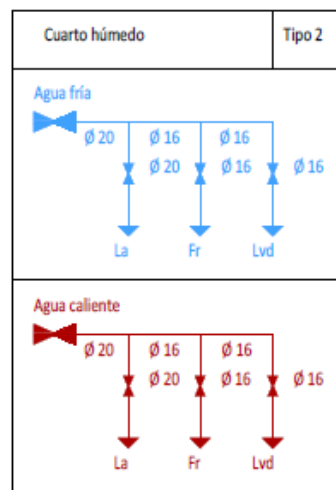 Cuarto húmedo Tipo 2
Agua fría
Ø 20 Ø 16 Ø 16
Ø 20 Ø 16 Ø 16
La Fr Lvd
Agua caliente
Ø 20 Ø 16 Ø 16
Ø 20 Ø 16 Ø 16
La Fr Lvd